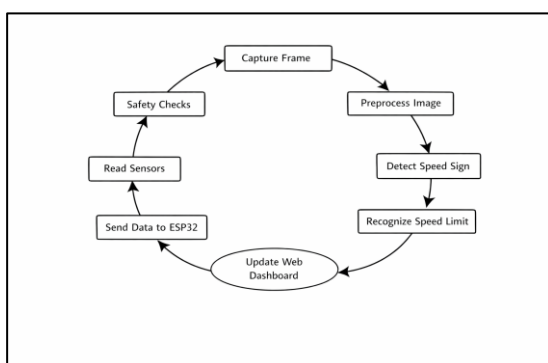 Capture Frame
Preprocess Image
Detect Speed Sign
Recognize Speed Limit
Update Web
Dashboard
Send Data to ESP32
Read Sensors
Safety Checks